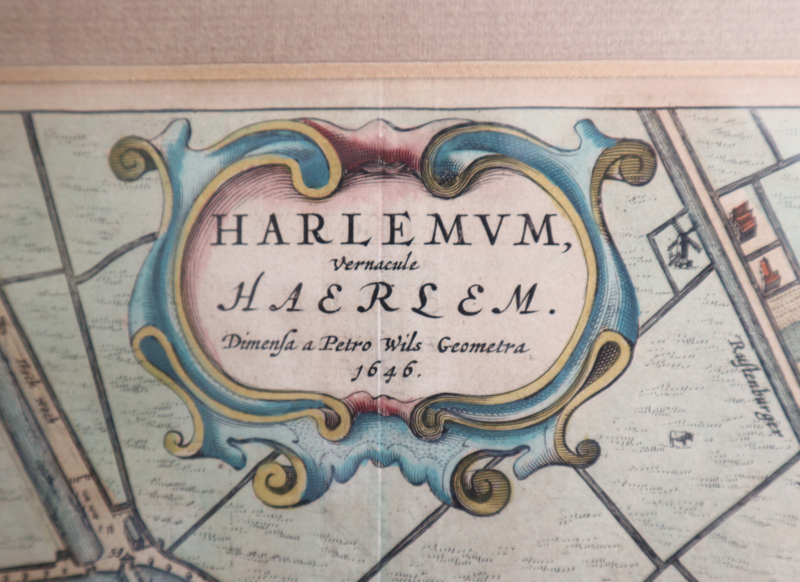 HARLEMVM,
Vernacule
HAERLEM.
Dimenſa a Petro Wils Geometra
1646.
Ruſtenburger